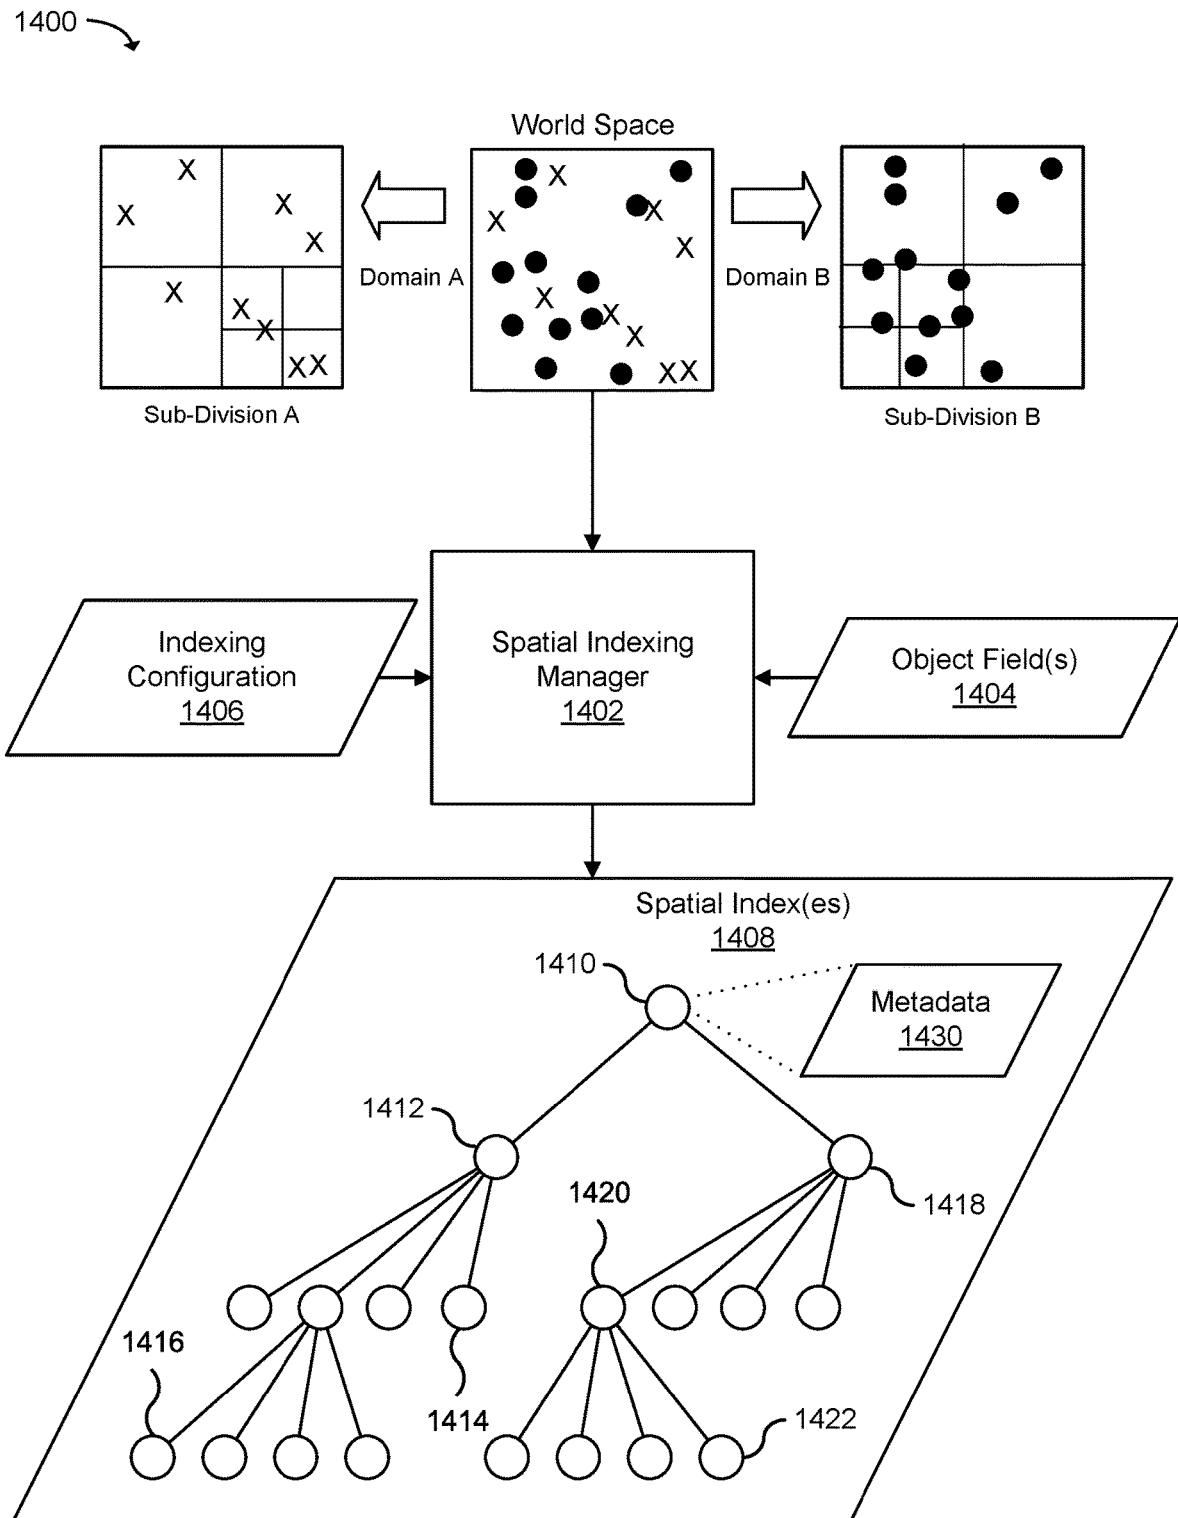 1400
World Space
X
X
X
X
X
X
X
X
X X
X
X
X
X
X
X
X
X X
Domain A
Domain B
Sub-Division A
Sub-Division B
Indexing
Configuration
1406
Spatial Indexing
Manager
1402
Object Field(s)
1404
Spatial Index(es)
1408
1410
Metadata
1430
1412
1420
1418
1416
1414
1422